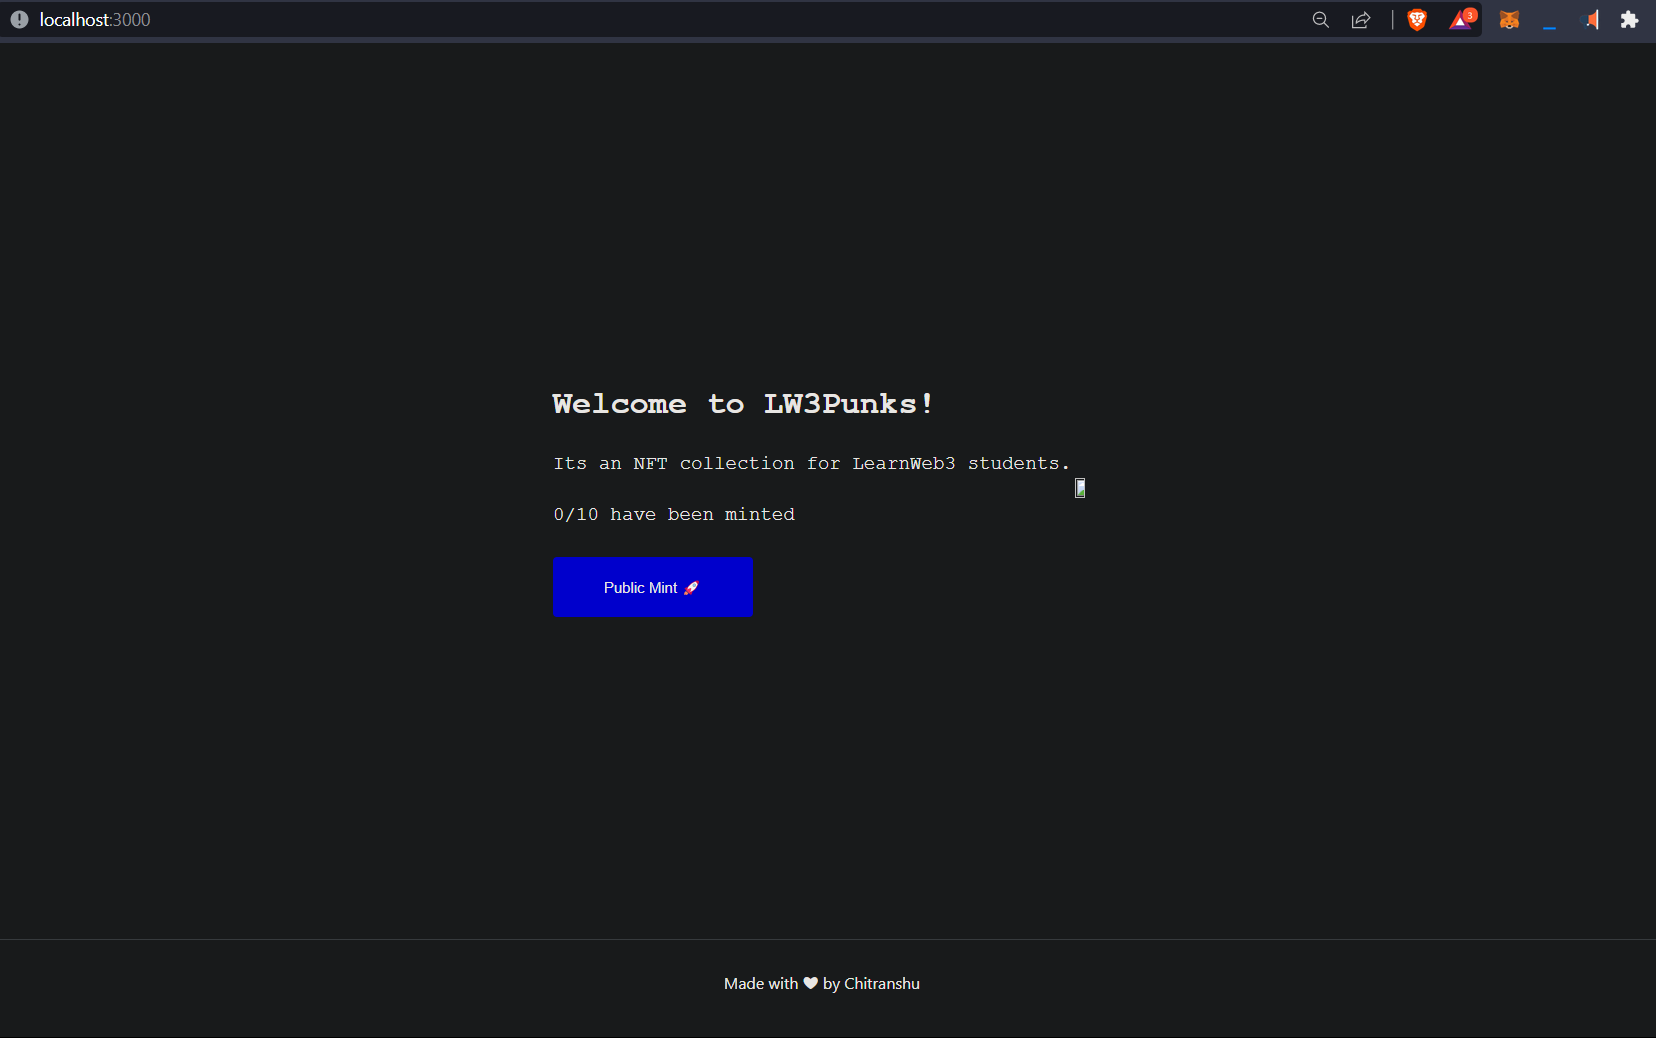 localhost:3000
3
Welcome to LW3Punks!
Its an NFT collection for LearnWeb3 students.
0/10 have been minted
Public Mint 🚀
Made with ❤ by Chitranshu